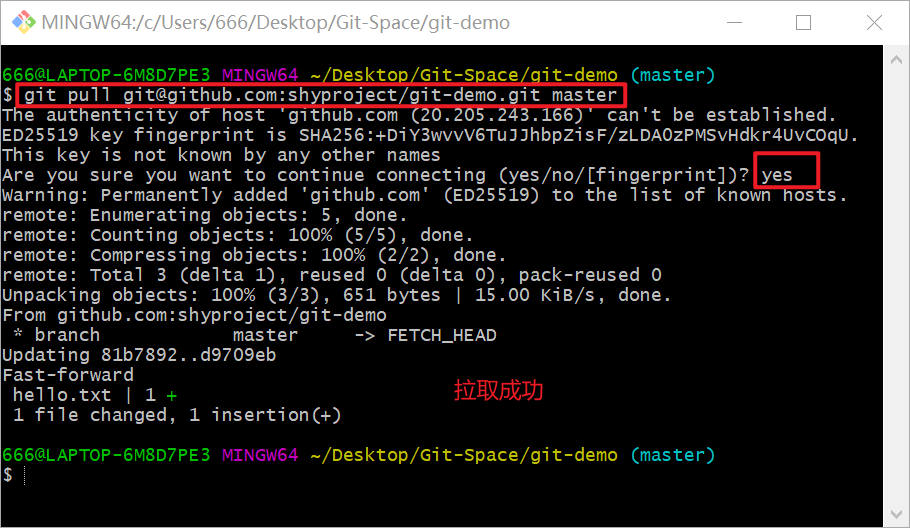 MINGW64:/c/Users/666/Desktop/Git-Space/git-demo
666@LAPTOP-6M8D7PE3 MINGW64 ~/Desktop/Git-Space/git-demo (master)
$ git pull git@github.com:shyproject/git-demo.git master
The authenticity of host 'github.com (20.205.243.166)' can't be established.
ED25519 key fingerprint is SHA256:+DiY3wvvV6TuJJhbpZisF/zLDA0zPMSvHdkr4UvCOqU.
This key is not known by any other names
Are you sure you want to continue connecting (yes/no/[fingerprint])? yes
Warning: Permanently added 'github.com' (ED25519) to the list of known hosts.
remote: Enumerating objects: 5, done.
remote: Counting objects: 100% (5/5), done.
remote: Compressing objects: 100% (2/2), done.
remote: Total 3 (delta 1), reused 0 (delta 0), pack-reused 0
Unpacking objects: 100% (3/3), 651 bytes | 15.00 KiB/s, done.
From github.com:shyproject/git-demo
 * branch            master     -> FETCH_HEAD
Updating 81b7892..d9709eb
Fast-forward
 hello.txt | 1 +
 1 file changed, 1 insertion(+)
拉取成功
666@LAPTOP-6M8D7PE3 MINGW64 ~/Desktop/Git-Space/git-demo (master)
$